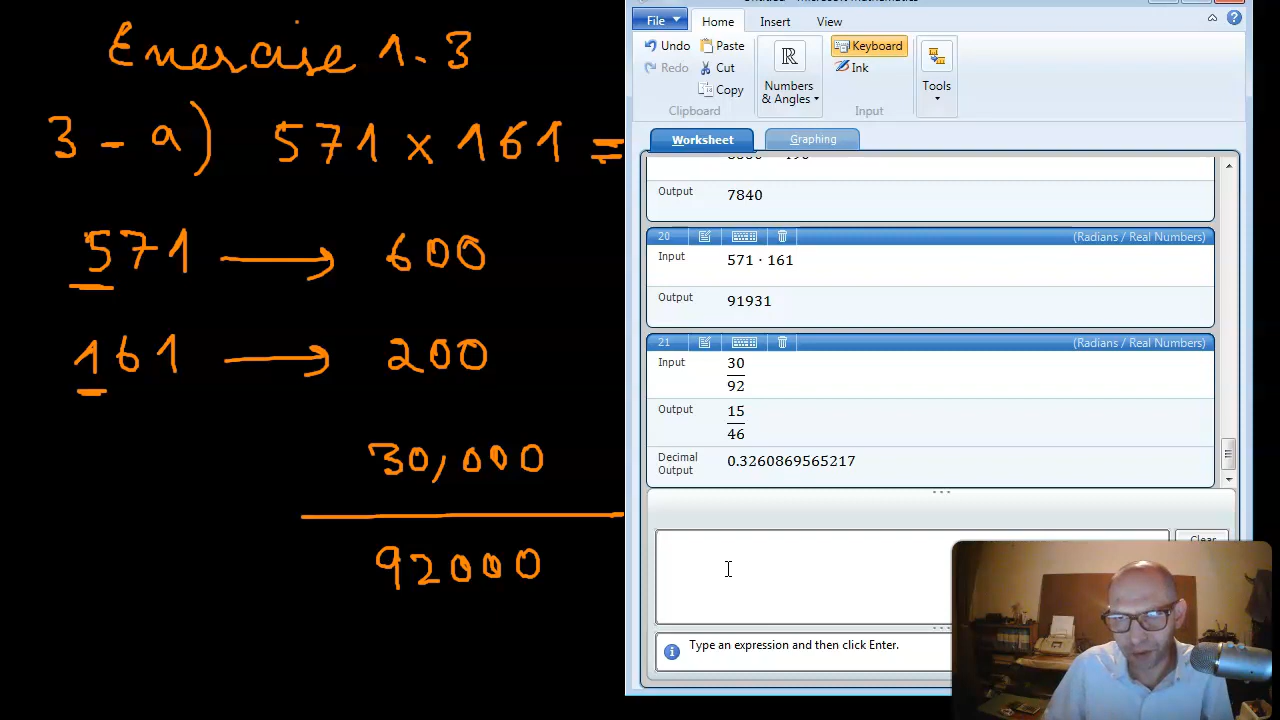 Exercise 1.3
3 - a) 571 x 161 =
571 → 600
161 → 200
30,000
92000
File Home Insert View
Undo Paste
Redo Cut
Copy
Clipboard
ℝ
Numbers & Angles
Keyboard
Ink
Input
Tools
Worksheet Graphing
Output 7840
20 (Radians / Real Numbers)
Input 571 · 161
Output 91931
21 (Radians / Real Numbers)
Input 30
92
Output 15
46
Decimal Output 0.3260869565217
Clear
Type an expression and then click Enter.